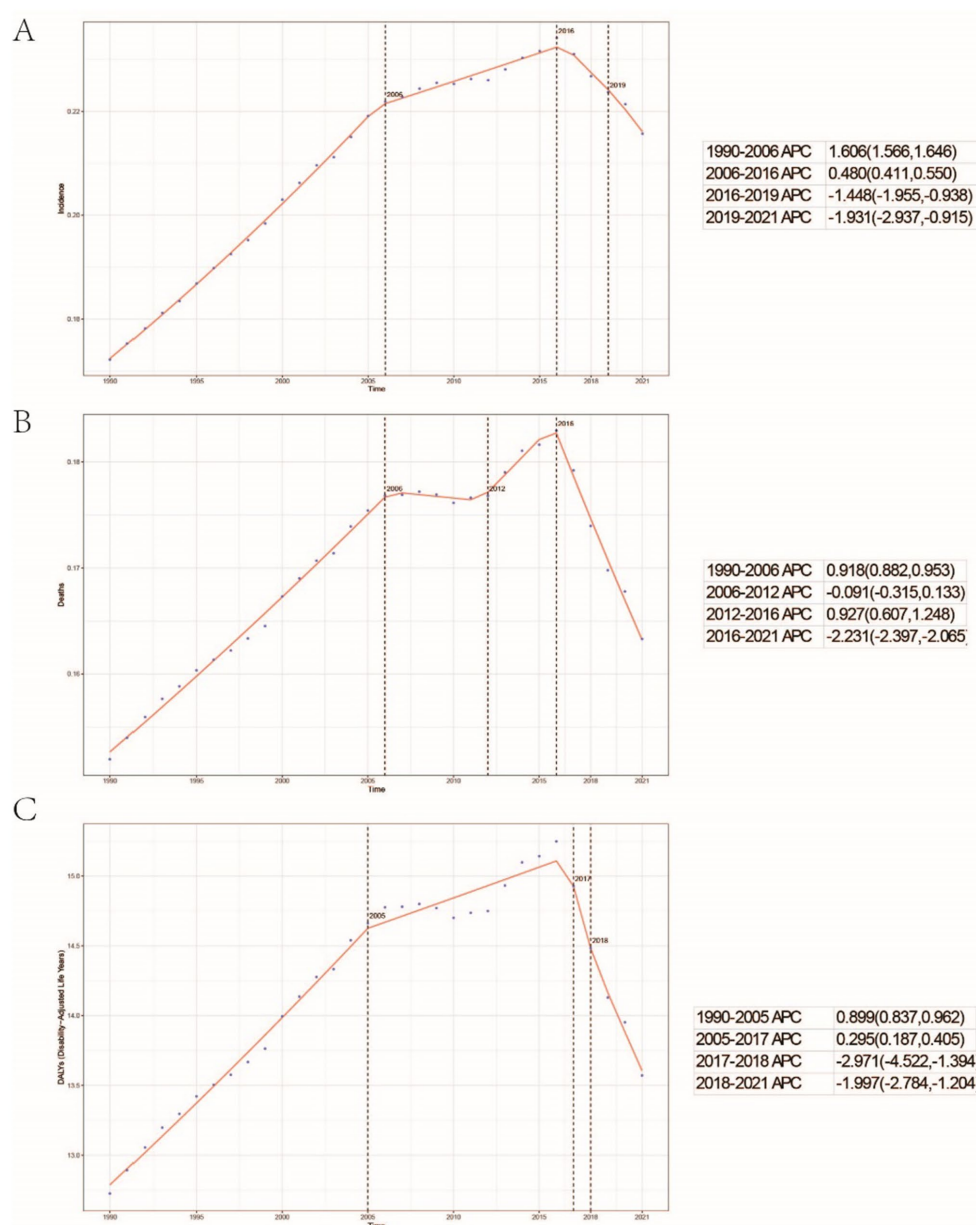 A
2016
2006
2019
0.22
0.20
0.18
Incidence
1990
1995
2000
2005
2010
2015
2018
2021
Time
1990-2006 APC 1.606(1.566,1.646)
2006-2016 APC 0.480(0.411,0.550)
2016-2019 APC -1.448(-1.955,-0.938)
2019-2021 APC -1.931(-2.937,-0.915)
B
2016
2006
2012
0.18
0.17
0.16
Deaths
1990
1995
2000
2005
2010
2015
2018
2021
Time
1990-2006 APC 0.918(0.882,0.953)
2006-2012 APC -0.091(-0.315,0.133)
2012-2016 APC 0.927(0.607,1.248)
2016-2021 APC -2.231(-2.397,-2.065)
C
2017
2005
2018
15.0
14.5
14.0
13.5
13.0
DALYs (Disability-Adjusted Life Years)
1990
1995
2000
2005
2010
2015
2018
2021
Time
1990-2005 APC 0.899(0.837,0.962)
2005-2017 APC 0.295(0.187,0.405)
2017-2018 APC -2.971(-4.522,-1.394
2018-2021 APC -1.997(-2.784,-1.204